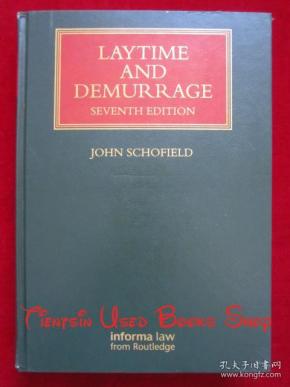 LAYTIME
AND
DEMURRAGE
SEVENTH EDITION
JOHN SCHOFIELD
Tientsin Used Books Shop
informa law
from Routledge
孔夫子旧书网